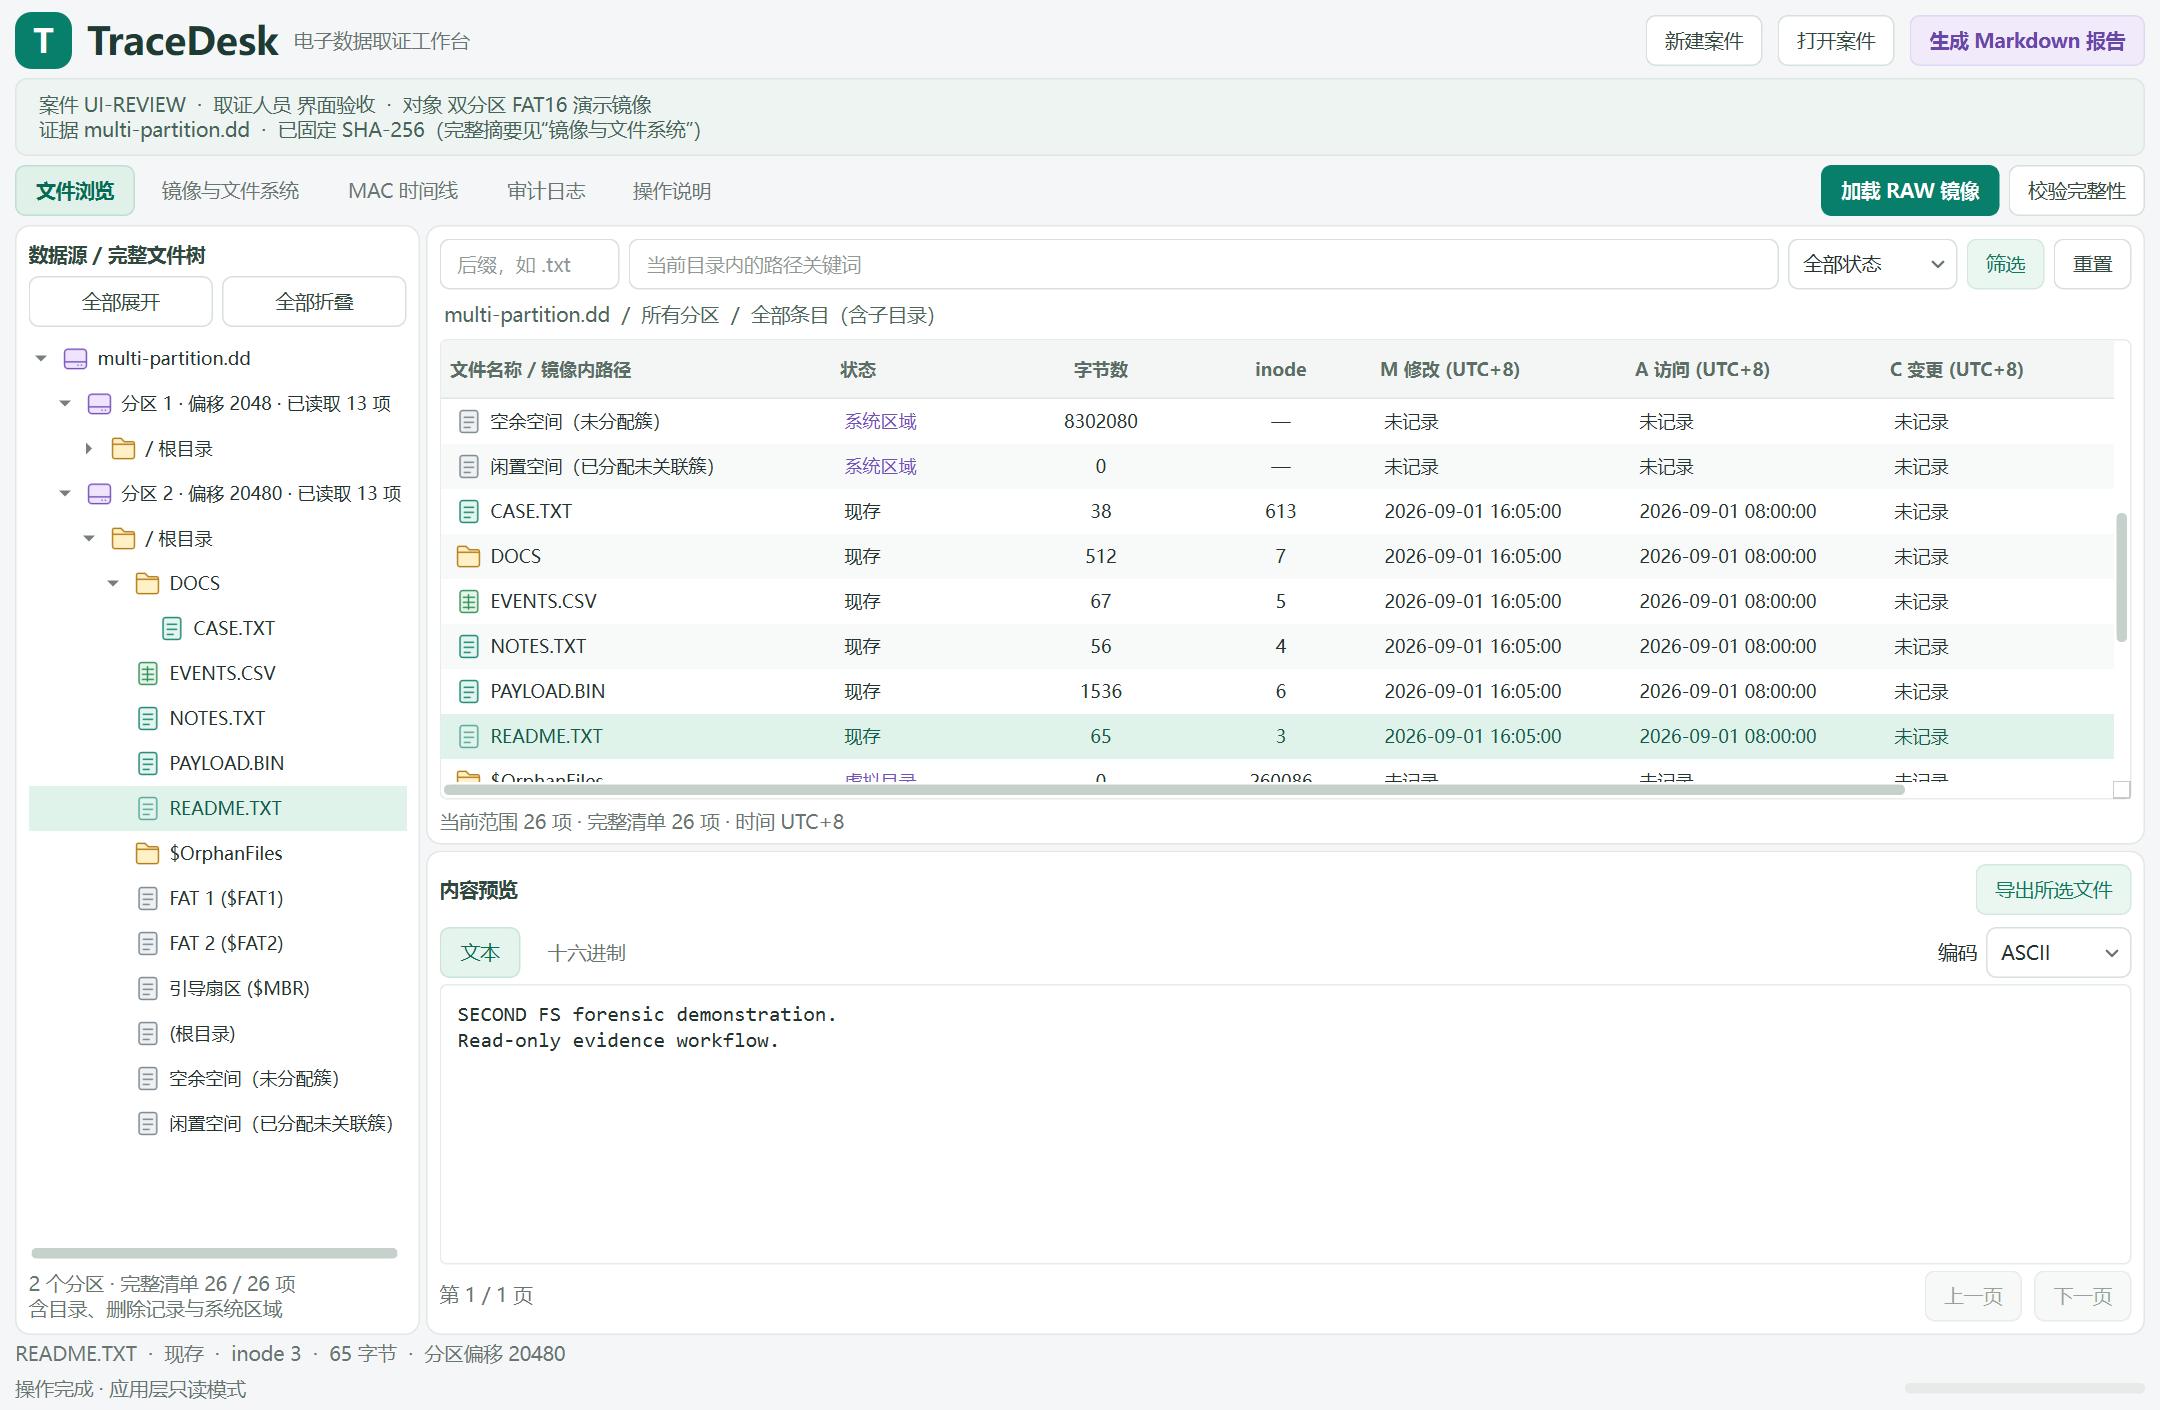 T TraceDesk 电子数据取证工作台 新建案件 打开案件 生成 Markdown 报告
案件 UI-REVIEW · 取证人员 界面验收 · 对象 双分区 FAT16 演示镜像
证据 multi-partition.dd · 已固定 SHA-256（完整摘要见“镜像与文件系统”）
文件浏览 镜像与文件系统 MAC 时间线 审计日志 操作说明 加载 RAW 镜像 校验完整性
数据源 / 完整文件树
全部展开 全部折叠
multi-partition.dd
分区 1 · 偏移 2048 · 已读取 13 项
/ 根目录
分区 2 · 偏移 20480 · 已读取 13 项
/ 根目录
DOCS
CASE.TXT
EVENTS.CSV
NOTES.TXT
PAYLOAD.BIN
README.TXT
$OrphanFiles
FAT 1 ($FAT1)
FAT 2 ($FAT2)
引导扇区 ($MBR)
(根目录)
空余空间（未分配簇）
闲置空间（已分配未关联簇）
2 个分区 · 完整清单 26 / 26 项
含目录、删除记录与系统区域
后缀，如 .txt 当前目录内的路径关键词 全部状态 筛选 重置
multi-partition.dd / 所有分区 / 全部条目（含子目录）
文件名称 / 镜像内路径 状态 字节数 inode M 修改 (UTC+8) A 访问 (UTC+8) C 变更 (UTC+8)
空余空间（未分配簇） 系统区域 8302080 — 未记录 未记录 未记录
闲置空间（已分配未关联簇） 系统区域 0 — 未记录 未记录 未记录
CASE.TXT 现存 38 613 2026-09-01 16:05:00 2026-09-01 08:00:00 未记录
DOCS 现存 512 7 2026-09-01 16:05:00 2026-09-01 08:00:00 未记录
EVENTS.CSV 现存 67 5 2026-09-01 16:05:00 2026-09-01 08:00:00 未记录
NOTES.TXT 现存 56 4 2026-09-01 16:05:00 2026-09-01 08:00:00 未记录
PAYLOAD.BIN 现存 1536 6 2026-09-01 16:05:00 2026-09-01 08:00:00 未记录
README.TXT 现存 65 3 2026-09-01 16:05:00 2026-09-01 08:00:00 未记录
$OrphanFiles 虚拟目录 0 260086 未记录 未记录 未记录
当前范围 26 项 · 完整清单 26 项 · 时间 UTC+8
内容预览 导出所选文件
文本 十六进制 编码 ASCII
SECOND FS forensic demonstration.
Read-only evidence workflow.
第 1 / 1 页 上一页 下一页
README.TXT · 现存 · inode 3 · 65 字节 · 分区偏移 20480
操作完成 · 应用层只读模式